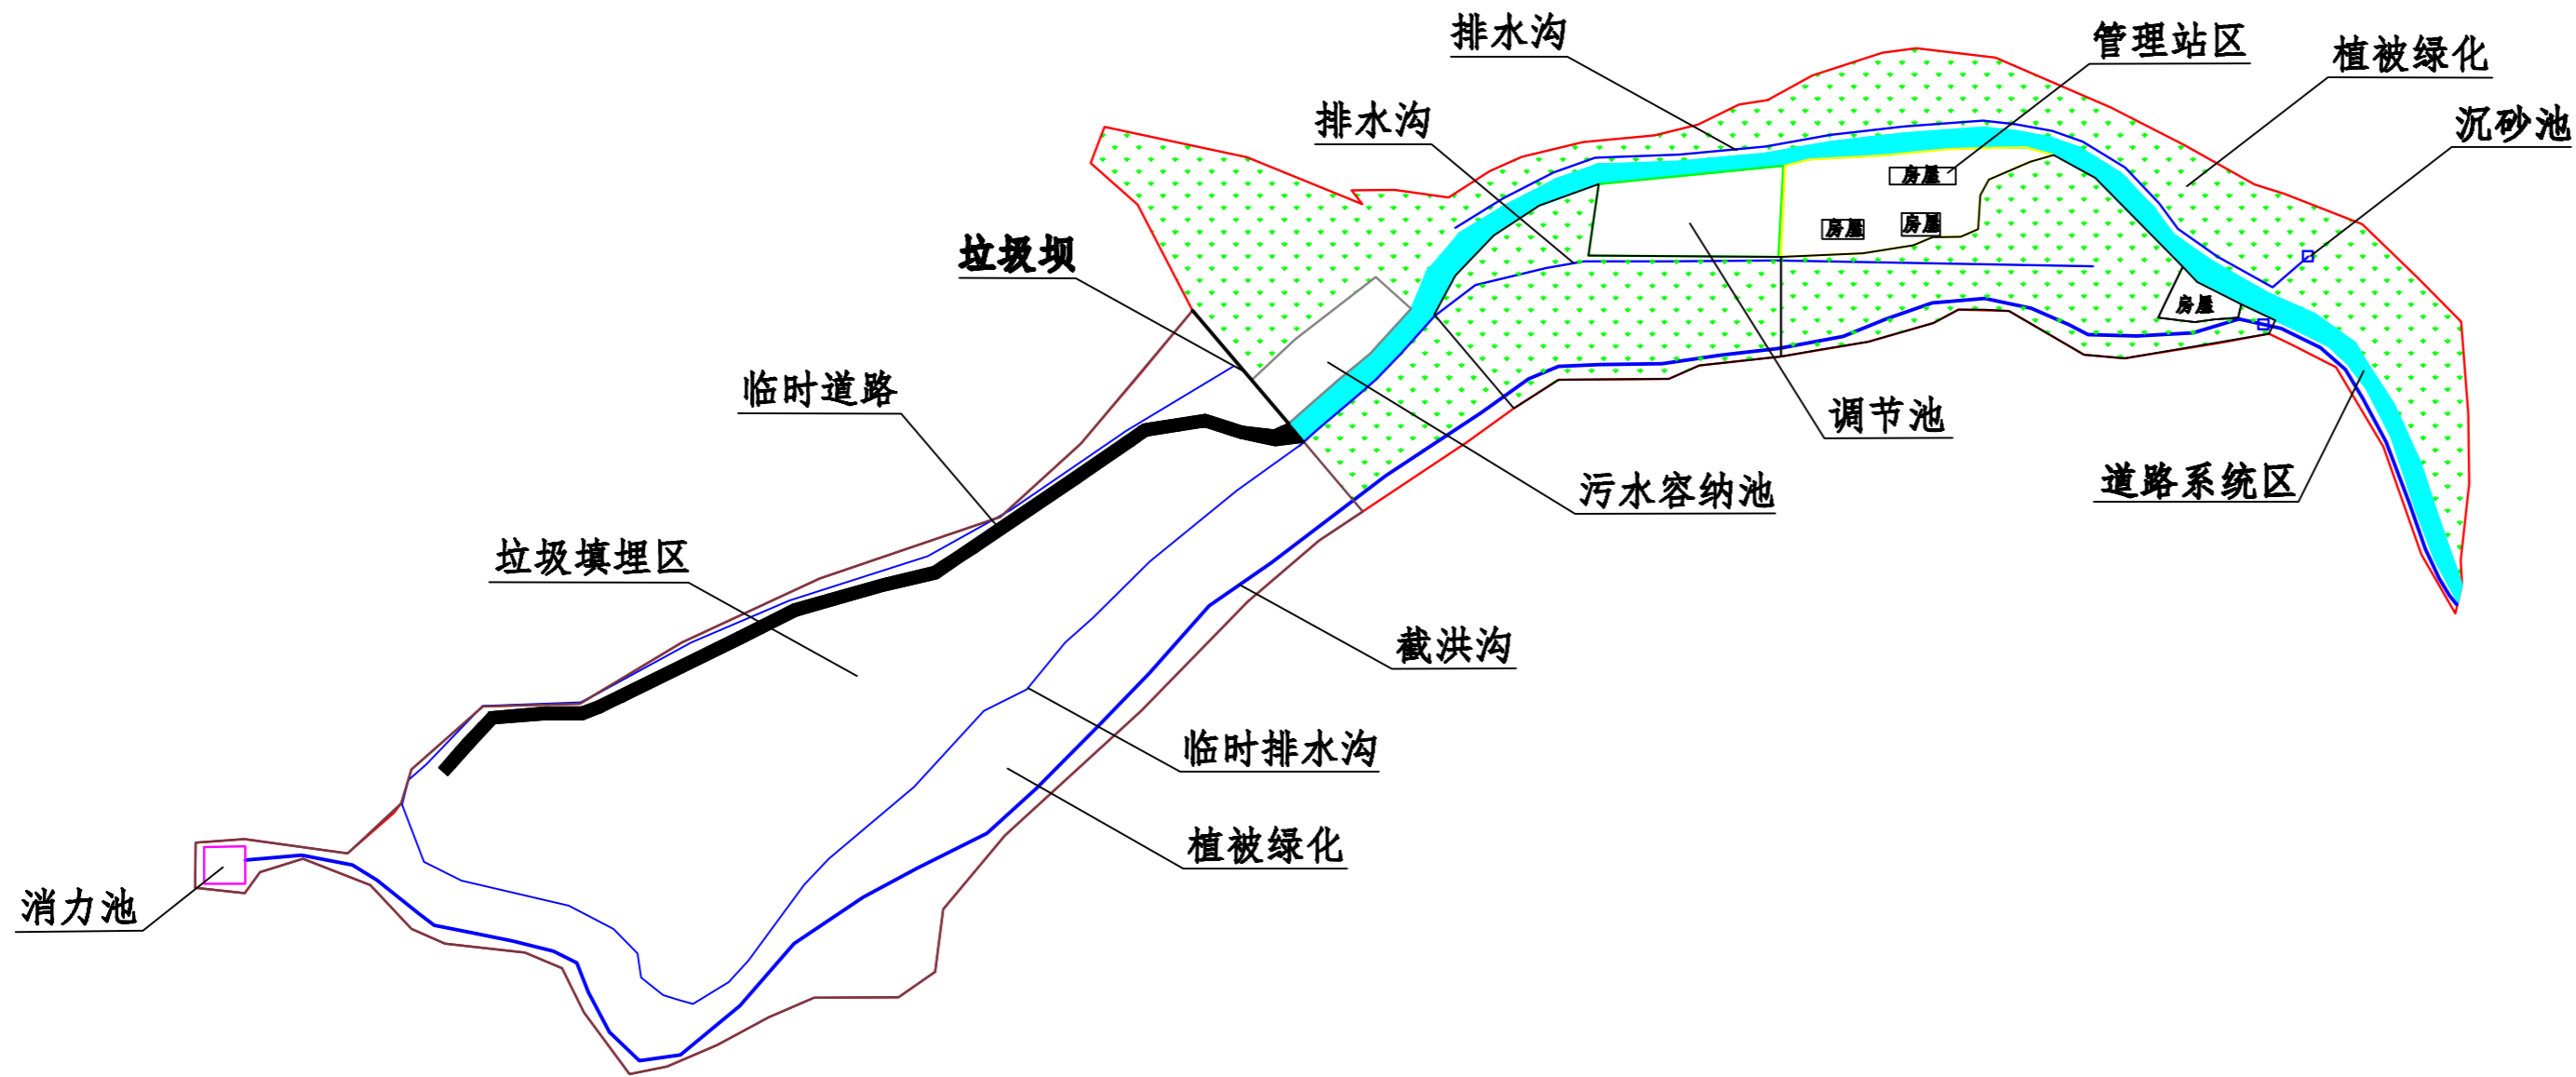 排水沟
管理站区
植被绿化
排水沟
沉砂池
房屋
房屋
房屋
垃圾坝
房屋
临时道路
调节池
污水容纳池
道路系统区
垃圾填埋区
截洪沟
临时排水沟
植被绿化
消力池